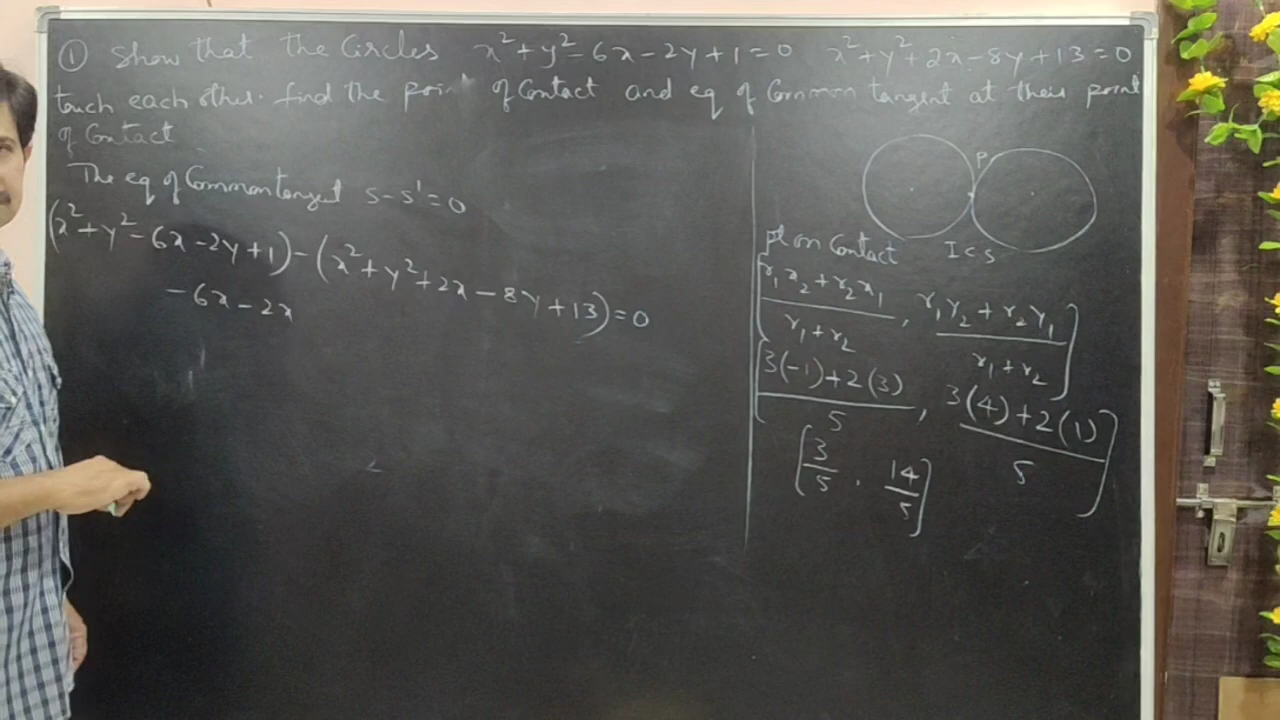 ① Show that the Circles x²+y²-6x-2y+1=0 x²+y²+2x-8y+13=0
touch each other. find the point of Contact and eq of Common tangent at their point
of Contact
The eq of Common tangent S-S'=0
(x²+y²-6x-2y+1)-(x²+y²+2x-8y+13)=0
-6x-2x
P
pt on Contact I C S
[(r₁x₂+r₂x₁)/(r₁+r₂), (r₁y₂+r₂y₁)/(r₁+r₂)]
[(3(-1)+2(3))/5, (3(4)+2(1))/5]
[3/5, 14/5]